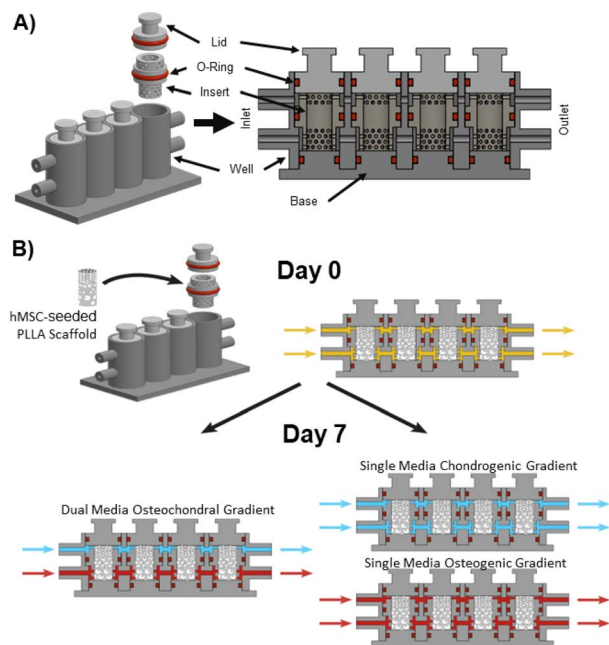 A)
Lid
O-Ring
Insert
Well
Base
Inlet
Outlet
B)
hMSC-seeded
PLLA Scaffold
Day 0
Day 7
Dual Media Osteochondral Gradient
Single Media Chondrogenic Gradient
Single Media Osteogenic Gradient